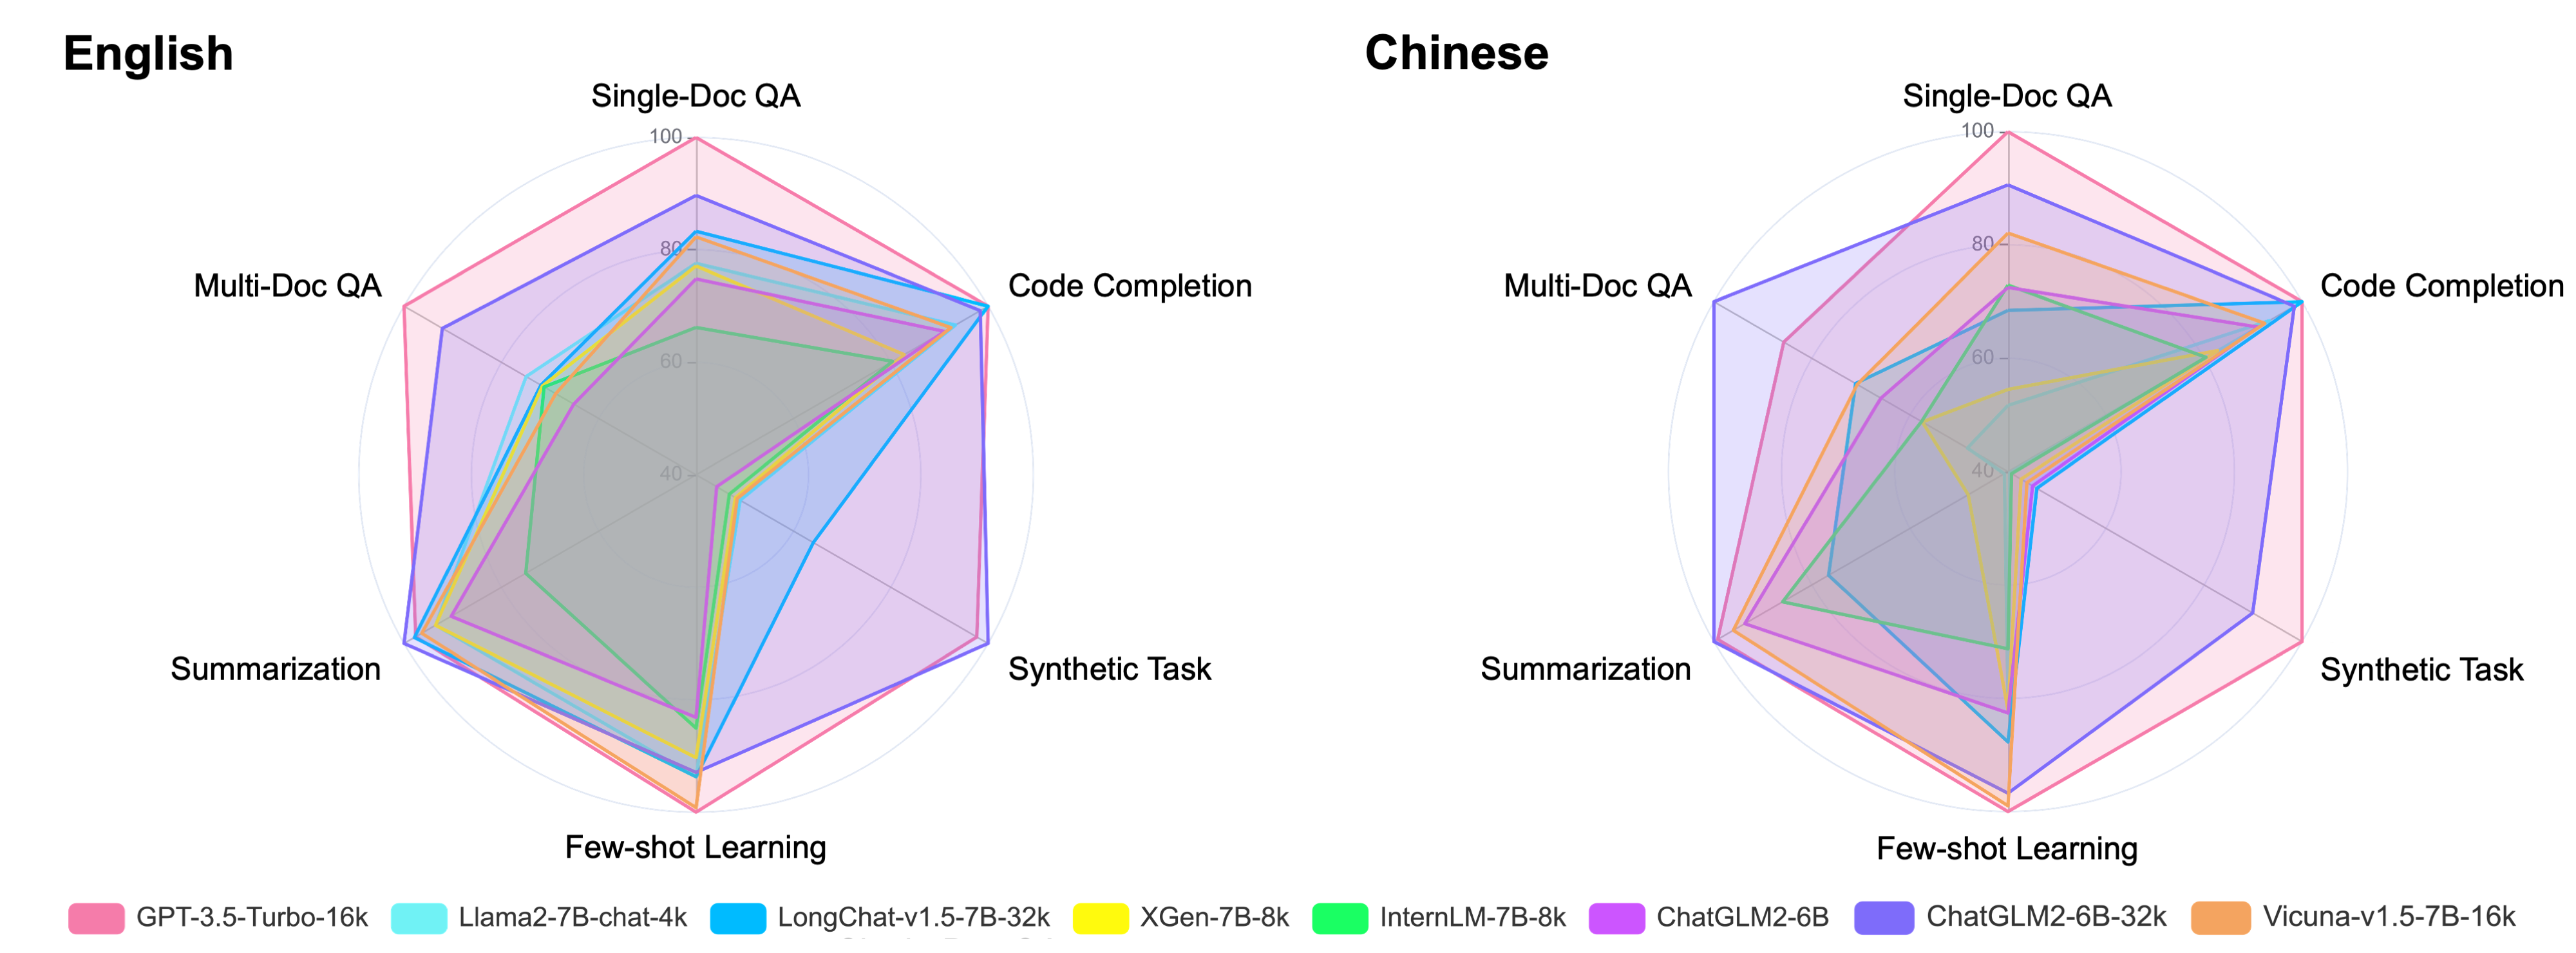 English
Single-Doc QA
100
80
60
40
Multi-Doc QA
Code Completion
Summarization
Synthetic Task
Few-shot Learning
Chinese
Single-Doc QA
100
80
60
40
Multi-Doc QA
Code Completion
Summarization
Synthetic Task
Few-shot Learning
GPT-3.5-Turbo-16k Llama2-7B-chat-4k LongChat-v1.5-7B-32k XGen-7B-8k InternLM-7B-8k ChatGLM2-6B ChatGLM2-6B-32k Vicuna-v1.5-7B-16k